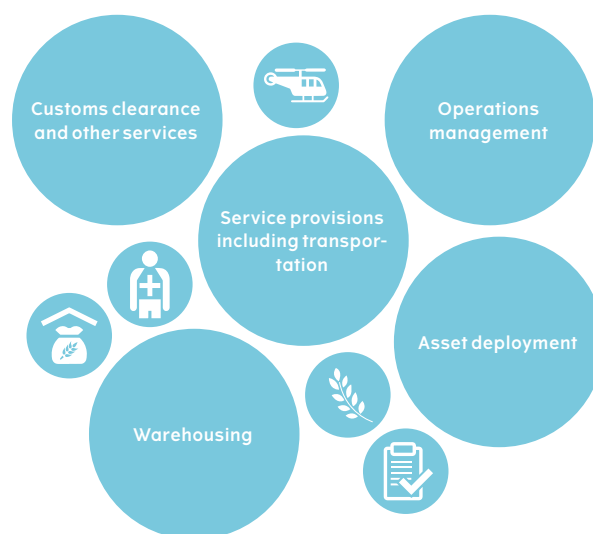 Customs clearance
and other services
Operations
management
Service provisions
including transpor-
tation
Asset deployment
Warehousing